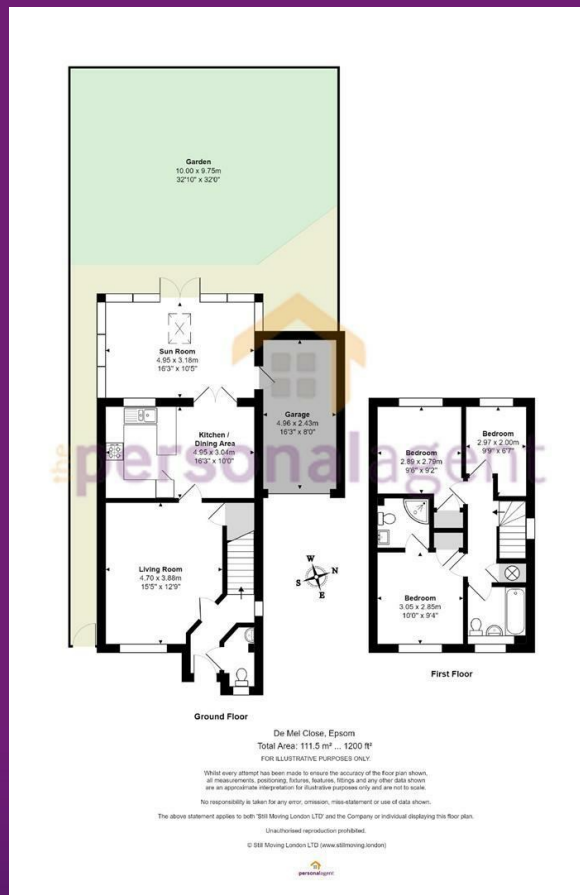 Garden
10.00 x 9.75m
32'10" x 32'0"
Sun Room
4.95 x 3.18m
16'3" x 10'5"
Garage
4.96 x 2.43m
16'3" x 8'0"
Kitchen /
Dining Area
4.95 x 3.04m
16'3" x 10'0"
Bedroom
2.89 x 2.79m
9'6" x 9'2"
Bedroom
2.97 x 2.00m
9'9" x 6'7"
the personalagent
Living Room
4.70 x 3.88m
15'5" x 12'9"
W
N
S
E
Bedroom
3.05 x 2.85m
10'0" x 9'4"
First Floor
Ground Floor
De Mel Close, Epsom
Total Area: 111.5 m² ... 1200 ft²
FOR ILLUSTRATIVE PURPOSES ONLY.
Whilst every attempt has been made to ensure the accuracy of the floor plan shown,
all measurements, positioning, fixtures, features, fittings and any other data shown
are an approximate interpretation for illustrative purposes only and are not to scale.
No responsibility is taken for any error, omission, miss-statement or use of data shown.
The above statement applies to both 'Still Moving London LTD' and the Company or individual displaying this floor plan.
Unauthorised reproduction prohibited.
© Still Moving London LTD (www.stillmoving.london)
personalagent